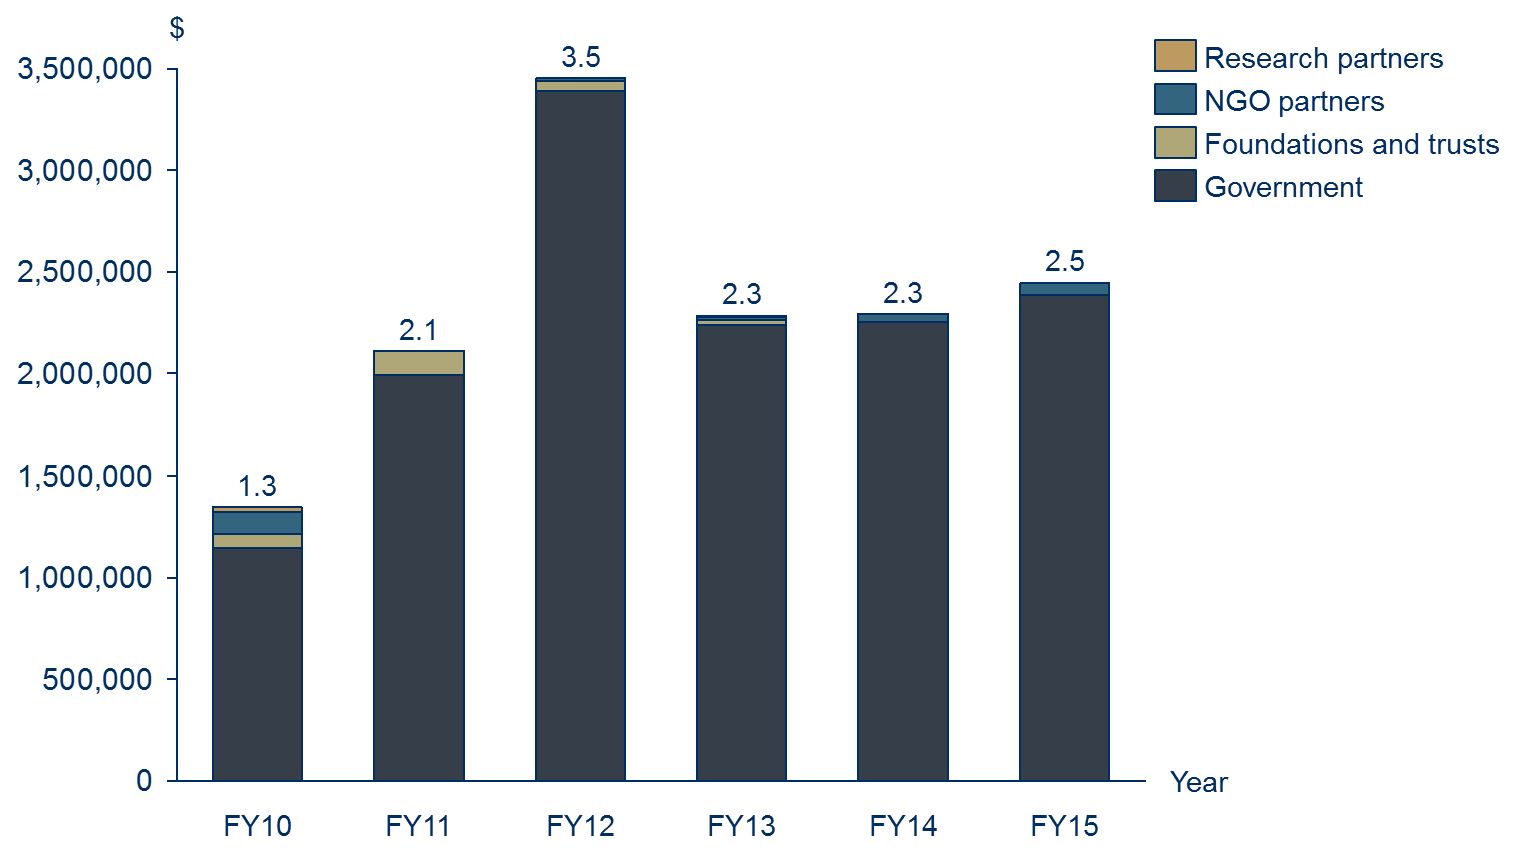 $
3,500,000
3,000,000
2,500,000
2,000,000
1,500,000
1,000,000
500,000
0
1.3
2.1
3.5
2.3
2.3
2.5
FY10
FY11
FY12
FY13
FY14
FY15
Year
Research partners
NGO partners
Foundations and trusts
Government